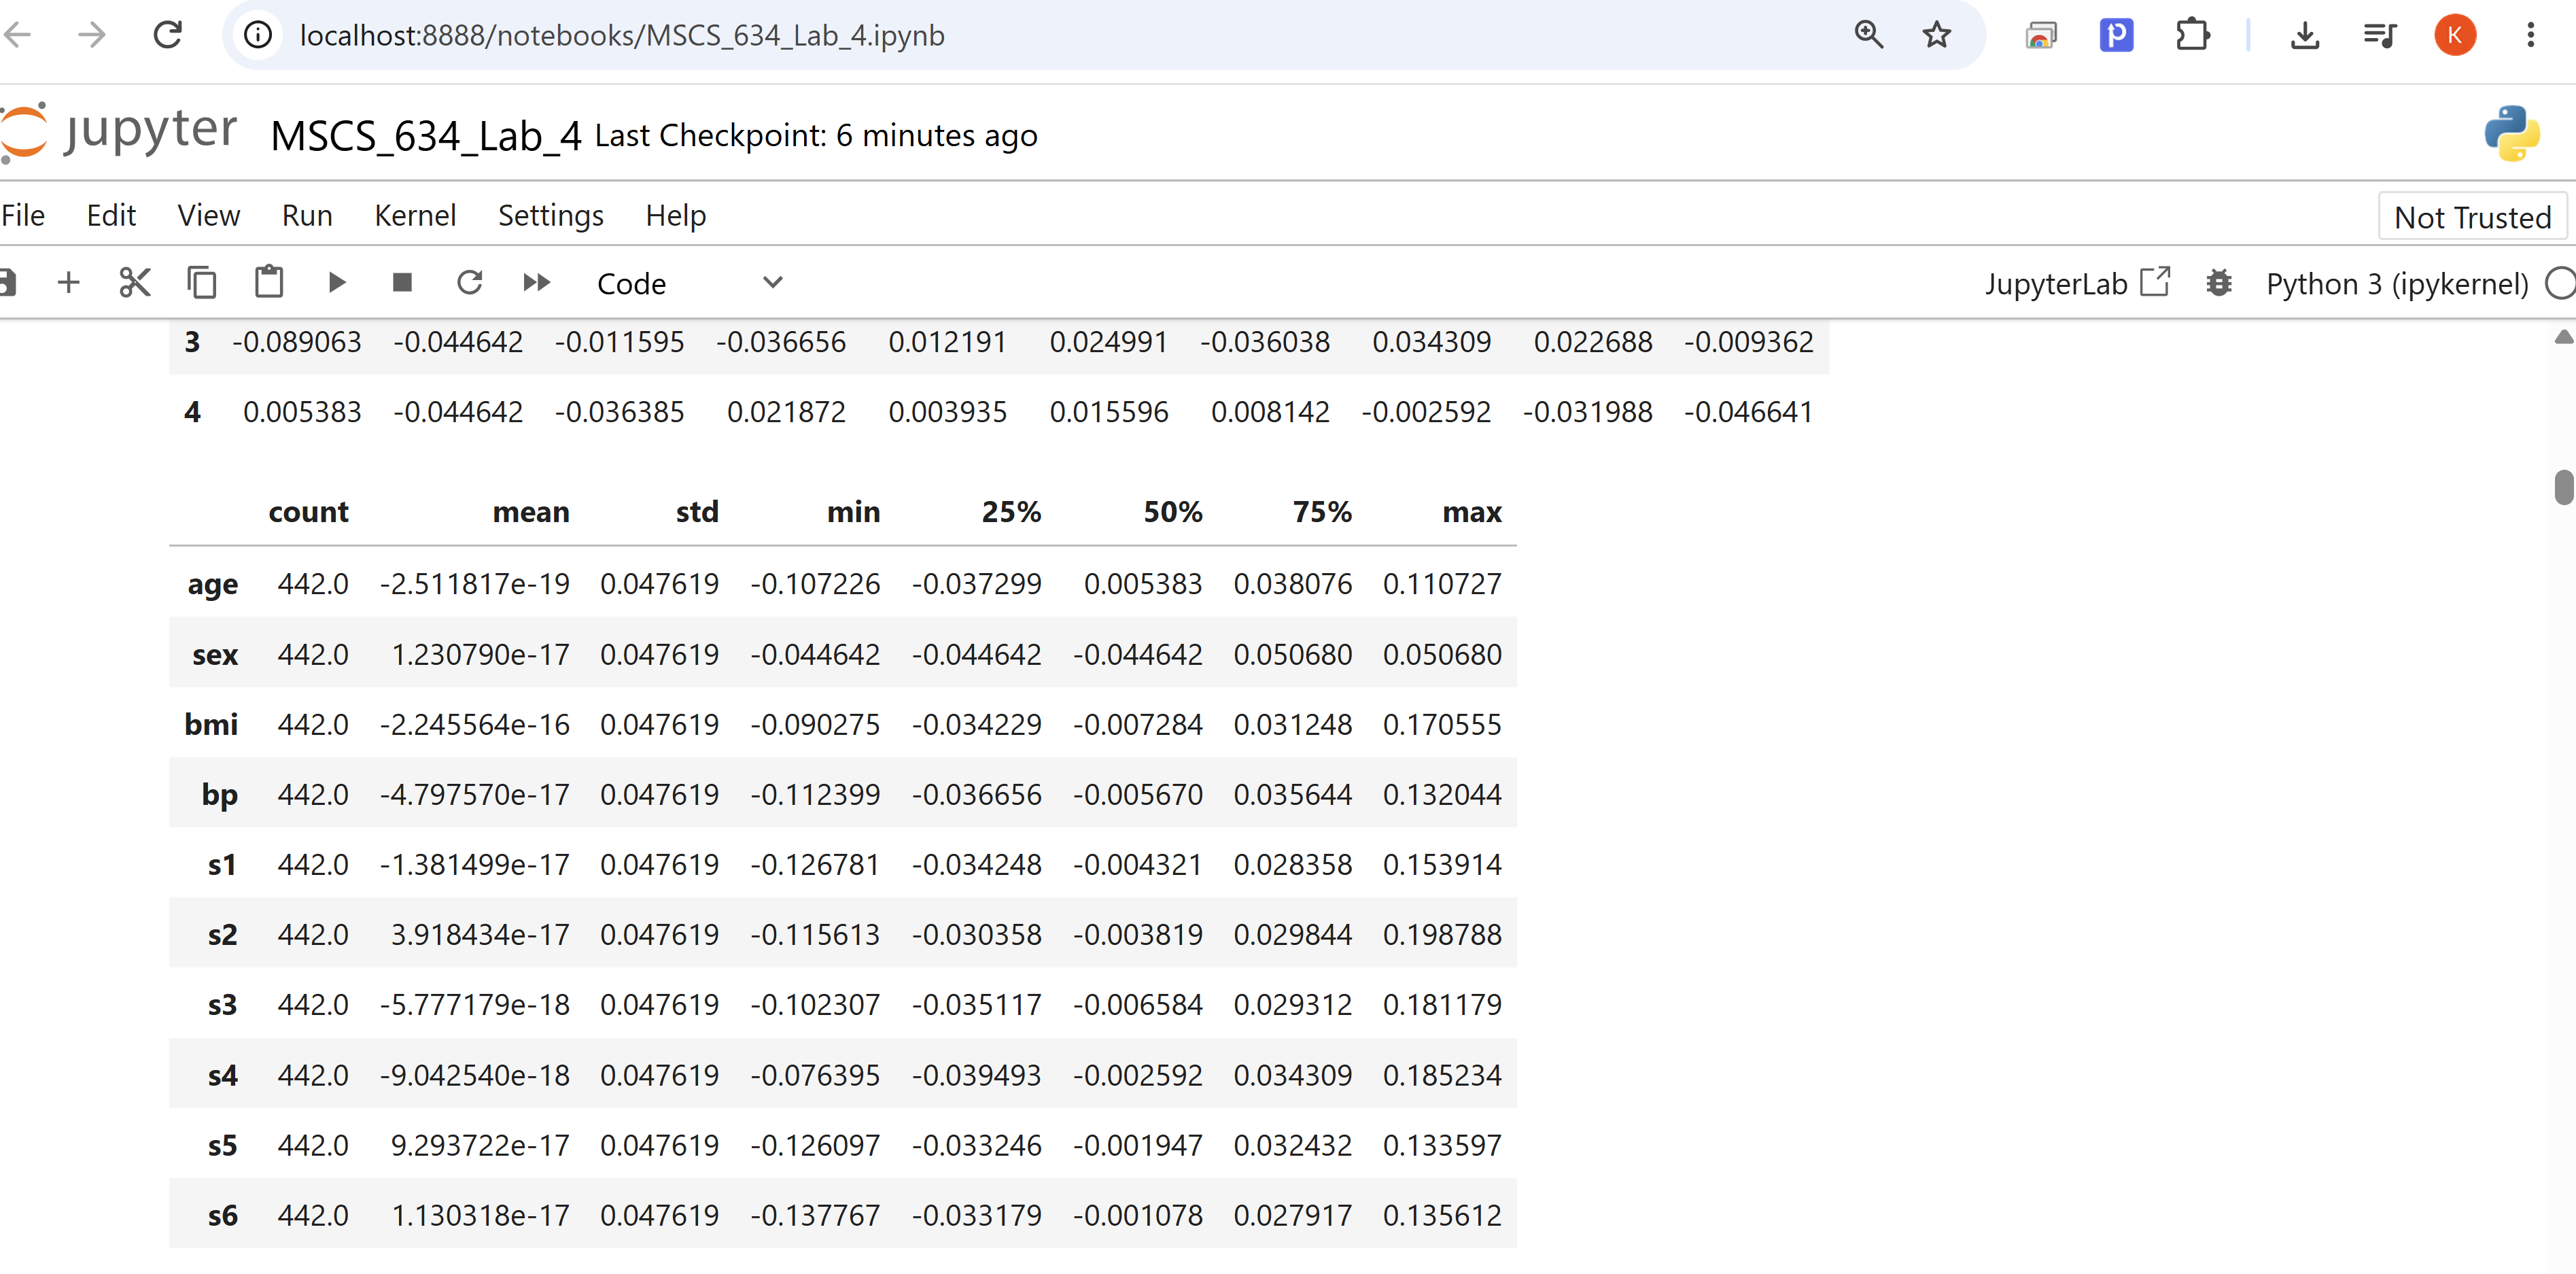 localhost:8888/notebooks/MSCS_634_Lab_4.ipynb
K
jupyter MSCS_634_Lab_4 Last Checkpoint: 6 minutes ago
File Edit View Run Kernel Settings Help Not Trusted
Code JupyterLab Python 3 (ipykernel)
3 -0.089063 -0.044642 -0.011595 -0.036656 0.012191 0.024991 -0.036038 0.034309 0.022688 -0.009362
4 0.005383 -0.044642 -0.036385 0.021872 0.003935 0.015596 0.008142 -0.002592 -0.031988 -0.046641
count mean std min 25% 50% 75% max
age 442.0 -2.511817e-19 0.047619 -0.107226 -0.037299 0.005383 0.038076 0.110727
sex 442.0 1.230790e-17 0.047619 -0.044642 -0.044642 -0.044642 0.050680 0.050680
bmi 442.0 -2.245564e-16 0.047619 -0.090275 -0.034229 -0.007284 0.031248 0.170555
bp 442.0 -4.797570e-17 0.047619 -0.112399 -0.036656 -0.005670 0.035644 0.132044
s1 442.0 -1.381499e-17 0.047619 -0.126781 -0.034248 -0.004321 0.028358 0.153914
s2 442.0 3.918434e-17 0.047619 -0.115613 -0.030358 -0.003819 0.029844 0.198788
s3 442.0 -5.777179e-18 0.047619 -0.102307 -0.035117 -0.006584 0.029312 0.181179
s4 442.0 -9.042540e-18 0.047619 -0.076395 -0.039493 -0.002592 0.034309 0.185234
s5 442.0 9.293722e-17 0.047619 -0.126097 -0.033246 -0.001947 0.032432 0.133597
s6 442.0 1.130318e-17 0.047619 -0.137767 -0.033179 -0.001078 0.027917 0.135612